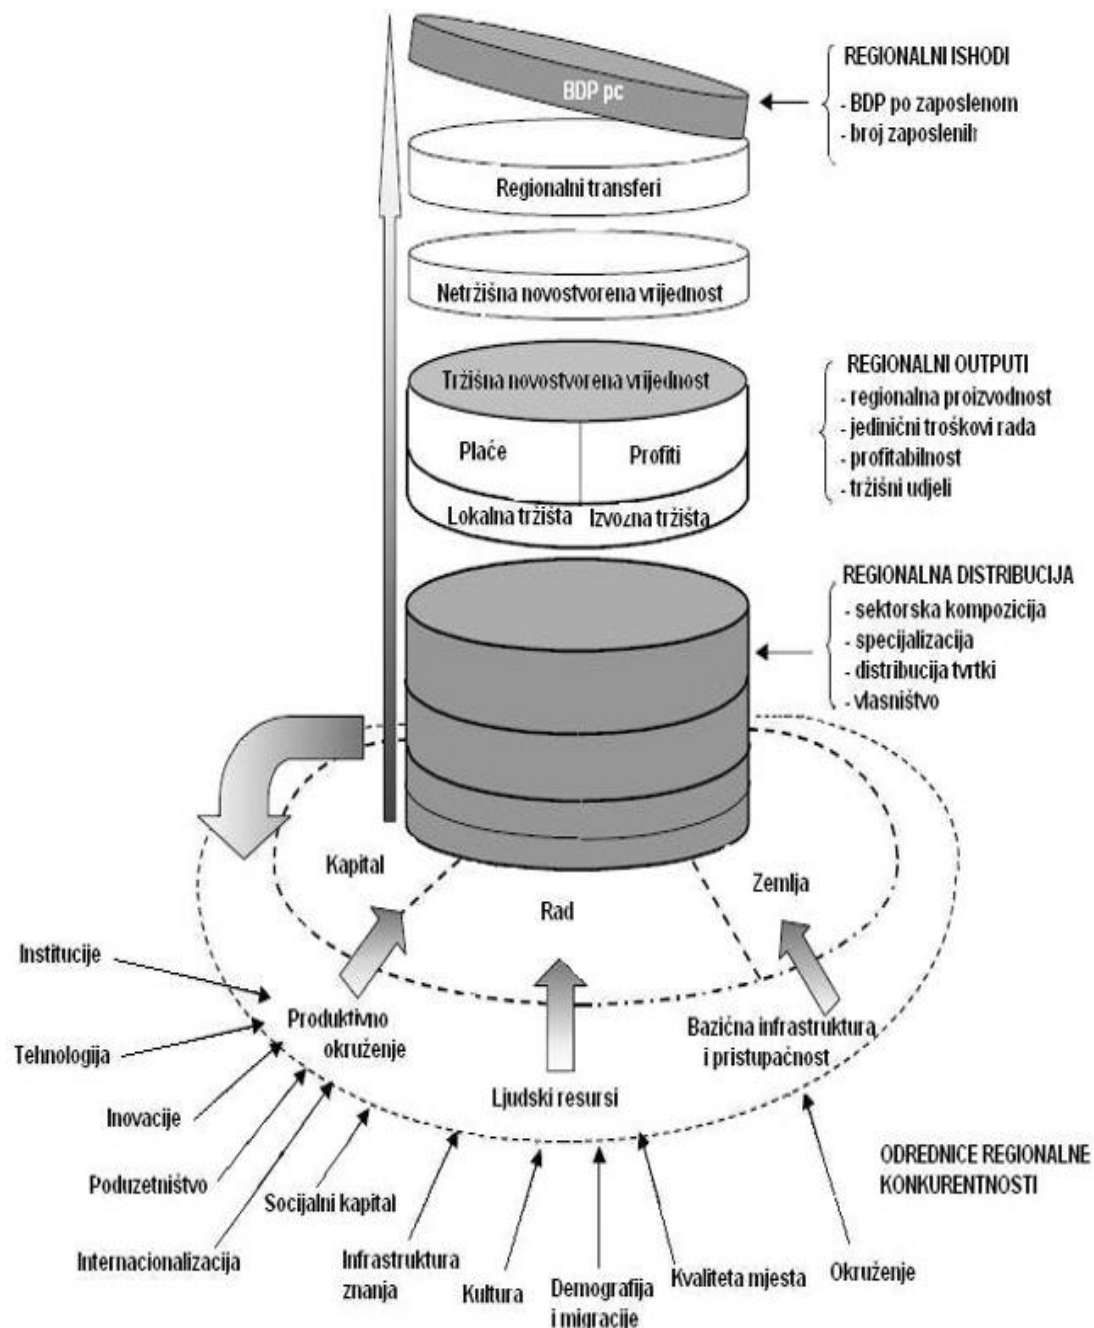 BDP pc
REGIONALNI ISHODI
- BDP po zaposlenom
- broj zaposlenih
Regionalni transferi
Netržišna novostvorena vrijednost
Tržišna novostvorena vrijednost
Plaće
Profiti
Lokalna tržišta
Izvozna tržišta
REGIONALNI OUTPUTI
- regionalna proizvodnost
- jedinični troškovi rada
- profitabilnost
- tržišni udjeli
REGIONALNA DISTRIBUCIJA
- sektorska kompozicija
- specijalizacija
- distribucija tvrtki
- vlasništvo
Kapital
Rad
Zemlja
Produktivno
okruženje
Ljudski resursi
Bazična infrastruktura
i pristupačnost
Institucije
Tehnologija
Inovacije
Poduzetništvo
Internacionalizacija
Socijalni kapital
Infrastruktura
znanja
Kultura
Demografija
i migracije
Kvaliteta mjesta
Okruženje
ODREDNICE REGIONALNE
KONKURENTNOSTI